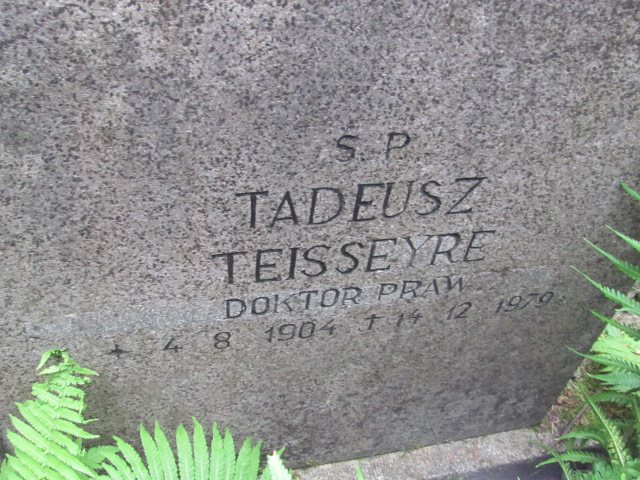 Ś. P
TADEUSZ
TEISSEYRE
DOKTOR PRAW
* 4 8 1904 † 14 12 1979